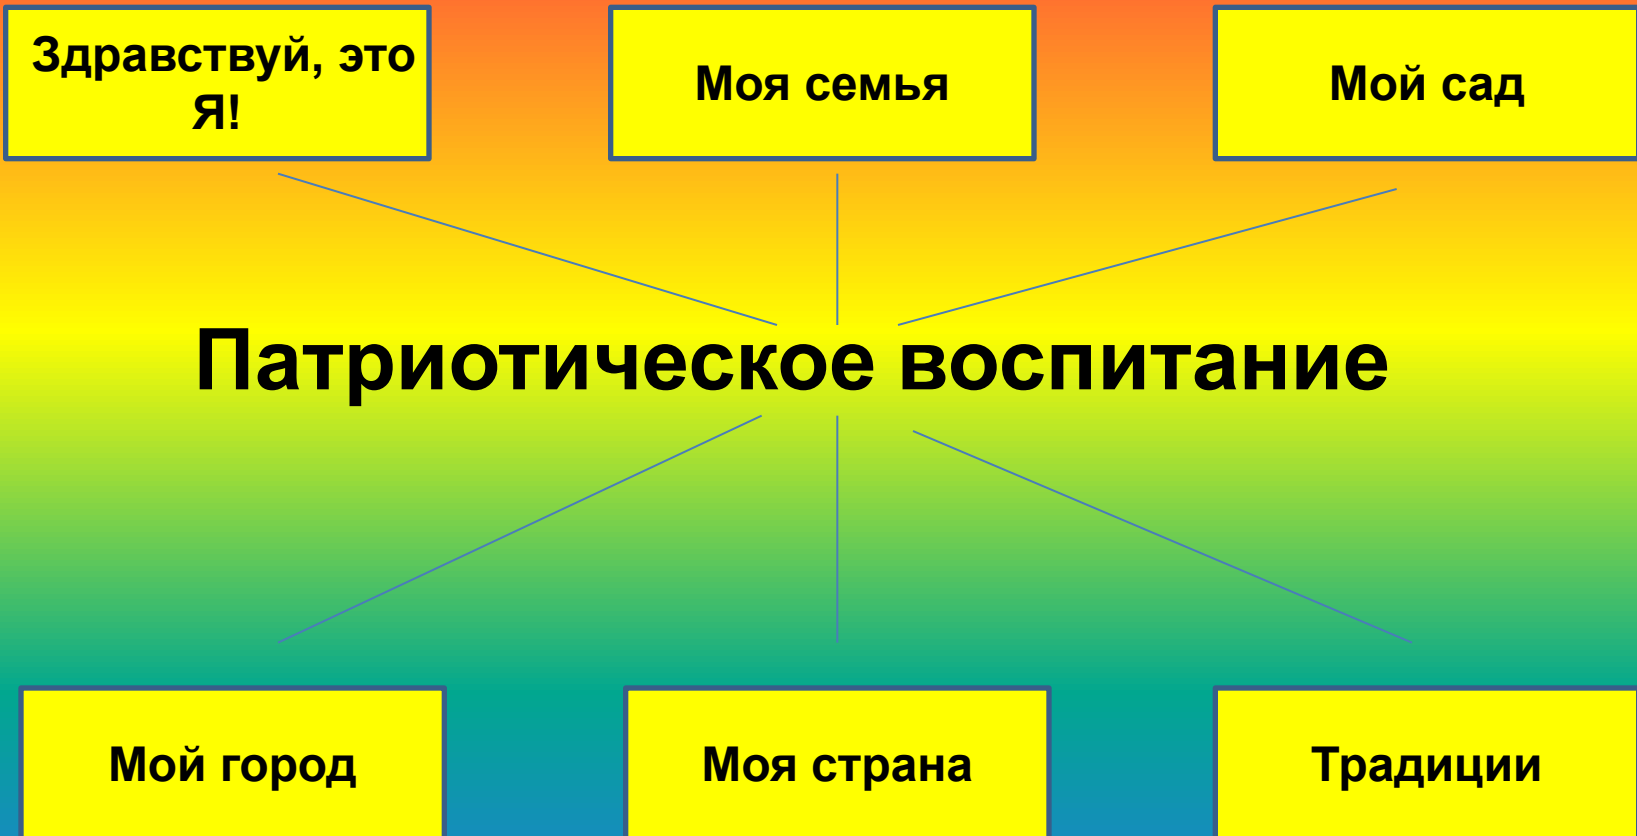 Здравствуй, это
Я!
Моя семья
Мой сад
Патриотическое воспитание
Мой город
Моя страна
Традиции